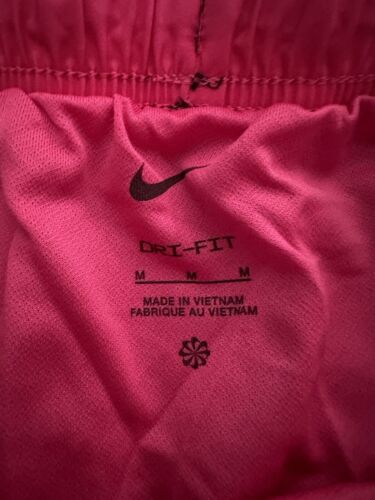 DRI-FIT
M M M
MADE IN VIETNAM
FABRIQUE AU VIETNAM